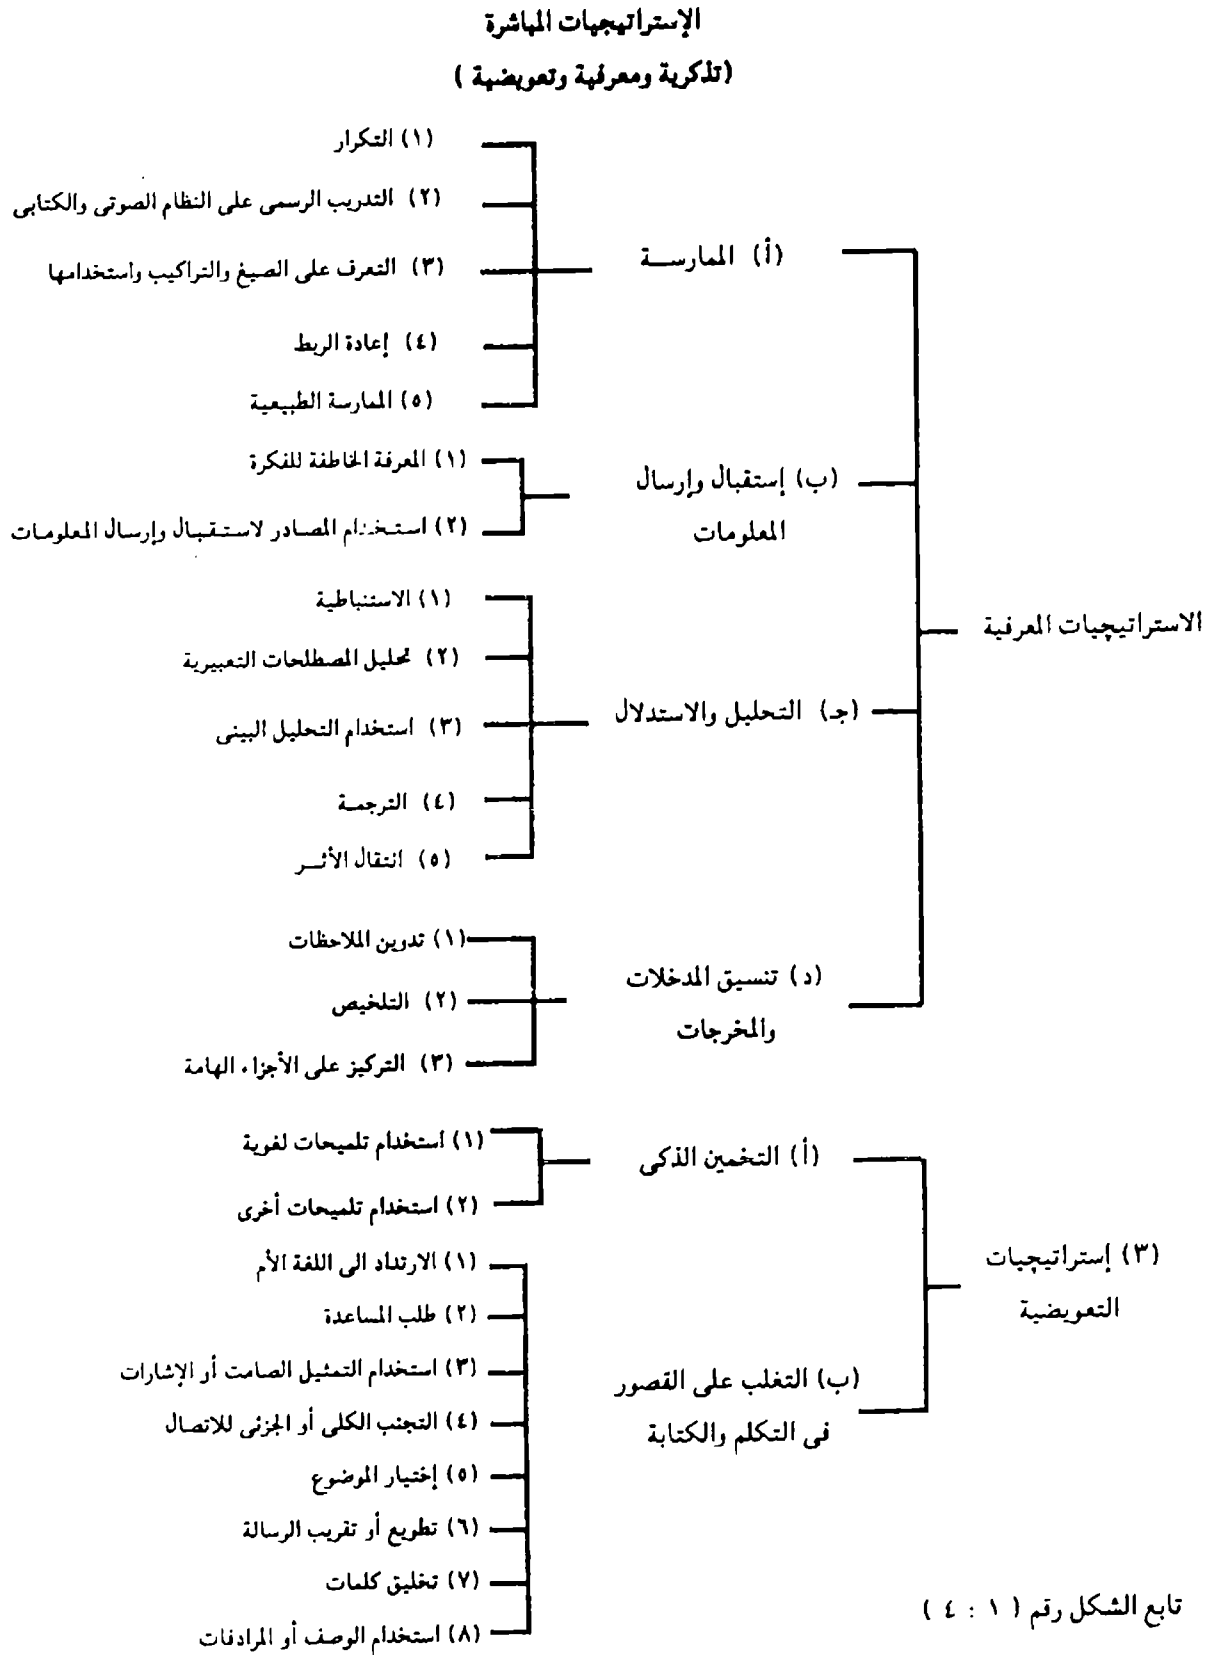 الإستراتيجيات المباشرة
(تذكرية ومعرفية وتعويضية )
الاستراتيچيات المعرفية
(أ) الممارســة
(١) التكرار
(٢) التدريب الرسمى على النظام الصوتى والكتابى
(٣) التعرف على الصيغ والتراكيب واستخدامها
(٤) إعادة الربط
(٥) الممارسة الطبيعية
(ب) إستقبال وإرسال
المعلومات
(١) المعرفة الخاطفة للفكرة
(٢) استخدام المصادر لاستقبال وإرسال المعلومات
(جـ) التحليل والاستدلال
(١) الاستنباطية
(٢) تحليل المصطلحات التعبيرية
(٣) استخدام التحليل البينى
(٤) الترجمة
(٥) انتقال الأثــر
(د) تنسيق المدخلات
والمخرجات
(١) تدوين الملاحظات
(٢) التلخيص
(٣) التركيز على الأجزاء الهامة
(٣) إستراتيچيات
التعويضية
(أ) التخمين الذكى
(١) استخدام تلميحات لغوية
(٢) استخدام تلميحات أخرى
(ب) التغلب على القصور
فى التكلم والكتابة
(١) الارتداد الى اللغة الأم
(٢) طلب المساعدة
(٣) استخدام التمثيل الصامت أو الإشارات
(٤) التجنب الكلى أو الجزئى للاتصال
(٥) إختيار الموضوع
(٦) تطويع أو تقريب الرسالة
(٧) تخليق كلمات
(٨) استخدام الوصف أو المرادفات
تابع الشكل رقم ( ١ : ٤ )